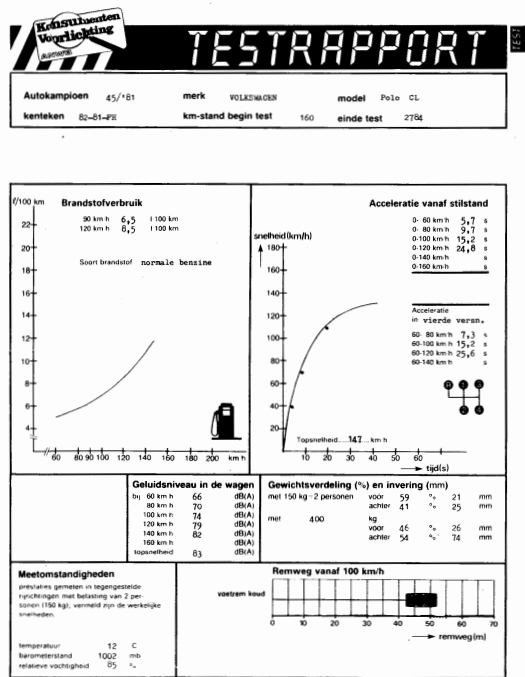 Konsumenten
Voorlichting
ANWB
TESTRAPPORT
TEST
Autokampioen 45/'81 merk VOLKSWAGEN model Polo CL
kenteken 82-81-PH km-stand begin test 160 einde test 2784
ℓ/100 km Brandstofverbruik
90 km h 6,5 l 100 km
120 km h 8,5 l 100 km
Soort brandstof normale benzine
22
20
18
16
14
12
10
8
6
4
60 80 90 100 120 140 160 180 200 km h
Acceleratie vanaf stilstand
0- 60 km h 5,7 s
0- 80 km h 9,7 s
0-100 km h 15,2 s
0-120 km h 24,8 s
0-140 km h s
0-160 km h s
snelheid (km/h)
180
160
140
120
100
80
60
40
20
Acceleratie
in vierde versn.
60- 80 km h 7,3 s
60-100 km h 15,2 s
60-120 km h 25,6 s
60-140 km h s
R 1 3
2 4
Topsnelheid 147 km h
10 20 30 40 50 60
tijd(s)
Geluidsniveau in de wagen
bij 60 km h 66 dB(A)
80 km h 70 dB(A)
100 km h 74 dB(A)
120 km h 79 dB(A)
140 km h 82 dB(A)
160 km h dB(A)
topsnelheid 83 dB(A)
Gewichtsverdeling (%) en invering (mm)
met 150 kg=2 personen voor 59 % 21 mm
achter 41 % 25 mm
met 400 kg
voor 46 % 26 mm
achter 54 % 74 mm
Meetomstandigheden
prestaties gemeten in tegengestelde
rijrichtingen met belasting van 2 per-
sonen (150 kg), vermeld zijn de werkelijke
snelheden.
temperatuur 12 C
barometerstand 1002 mb
relatieve vochtigheid 85 %
Remweg vanaf 100 km/h
voetrem koud
0 10 20 30 40 50 60 70
remweg(m)